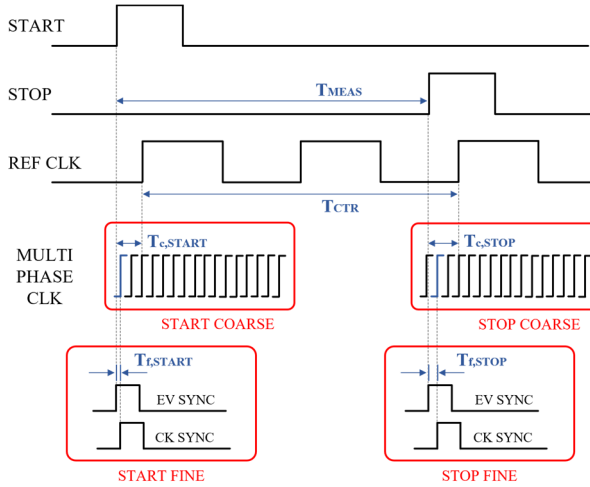 START
STOP
TMEAS
REF CLK
TCTR
Tc,START
Tc,STOP
MULTI
PHASE
CLK
START COARSE
STOP COARSE
Tf,START
Tf,STOP
EV SYNC
EV SYNC
CK SYNC
CK SYNC
START FINE
STOP FINE